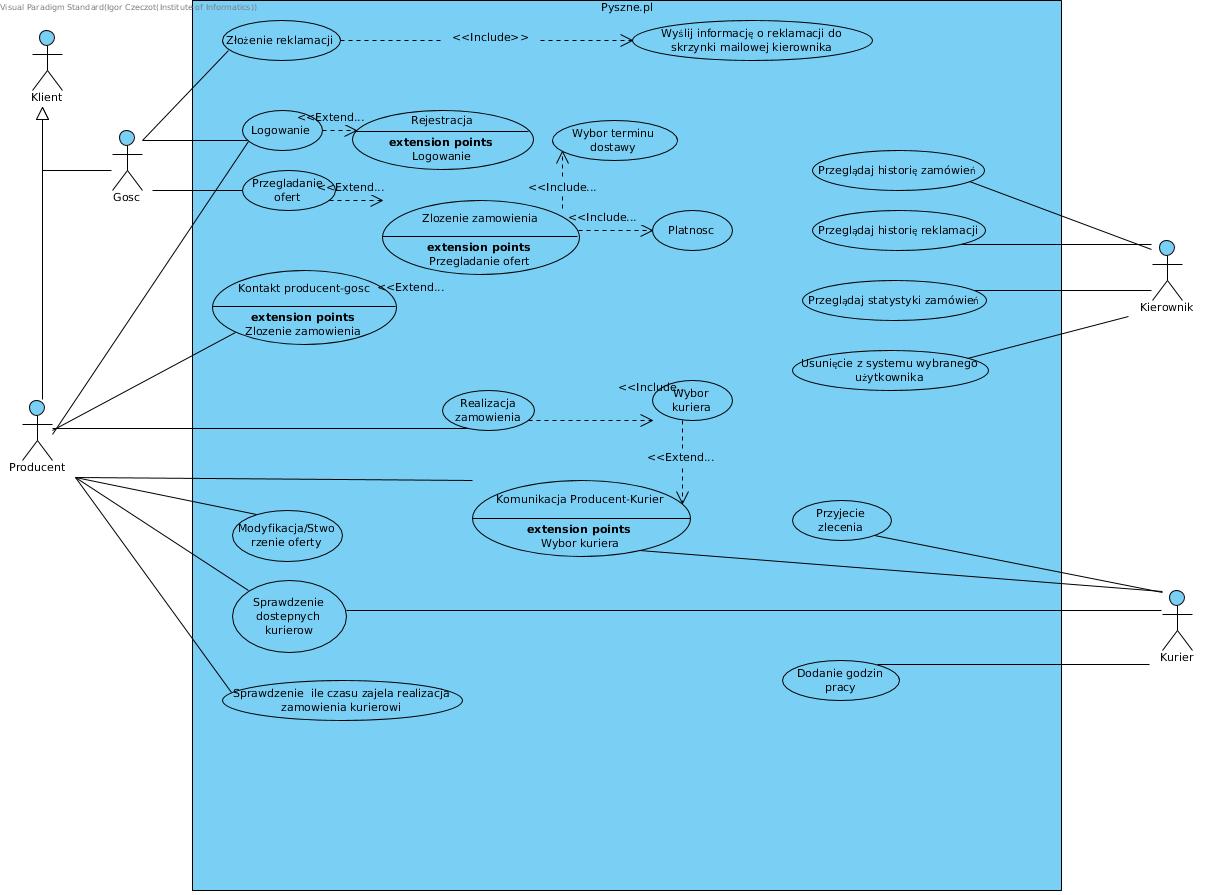 Visual Paradigm Standard(Igor Czeczot(Institute of Informatics))
Pyszne.pl
Klient
Złożenie reklamacji
<<Include>>
Wyślij informację o reklamacji do
skrzynki mailowej kierownika
Gosc
Logowanie
<<Extend...
Rejestracja
extension points
Logowanie
Wybor terminu
dostawy
Przegladanie
ofert
<<Extend...
<<Include...
Zlozenie zamowienia
extension points
Przegladanie ofert
<<Include...
Platnosc
Przeglądaj historię zamówień
Przeglądaj historię reklamacji
Przeglądaj statystyki zamówień
Usunięcie z systemu wybranego
użytkownika
Kierownik
Kontakt producent-gosc
<<Extend...
extension points
Zlozenie zamowienia
Producent
Realizacja
zamowienia
<<Include...
Wybor
kuriera
<<Extend...
Komunikacja Producent-Kurier
extension points
Wybor kuriera
Modyfikacja/Stwo
rzenie oferty
Przyjecie
zlecenia
Sprawdzenie
dostepnych
kurierow
Kurier
Sprawdzenie  ile czasu zajela realizacja
zamowienia kurierowi
Dodanie godzin
pracy